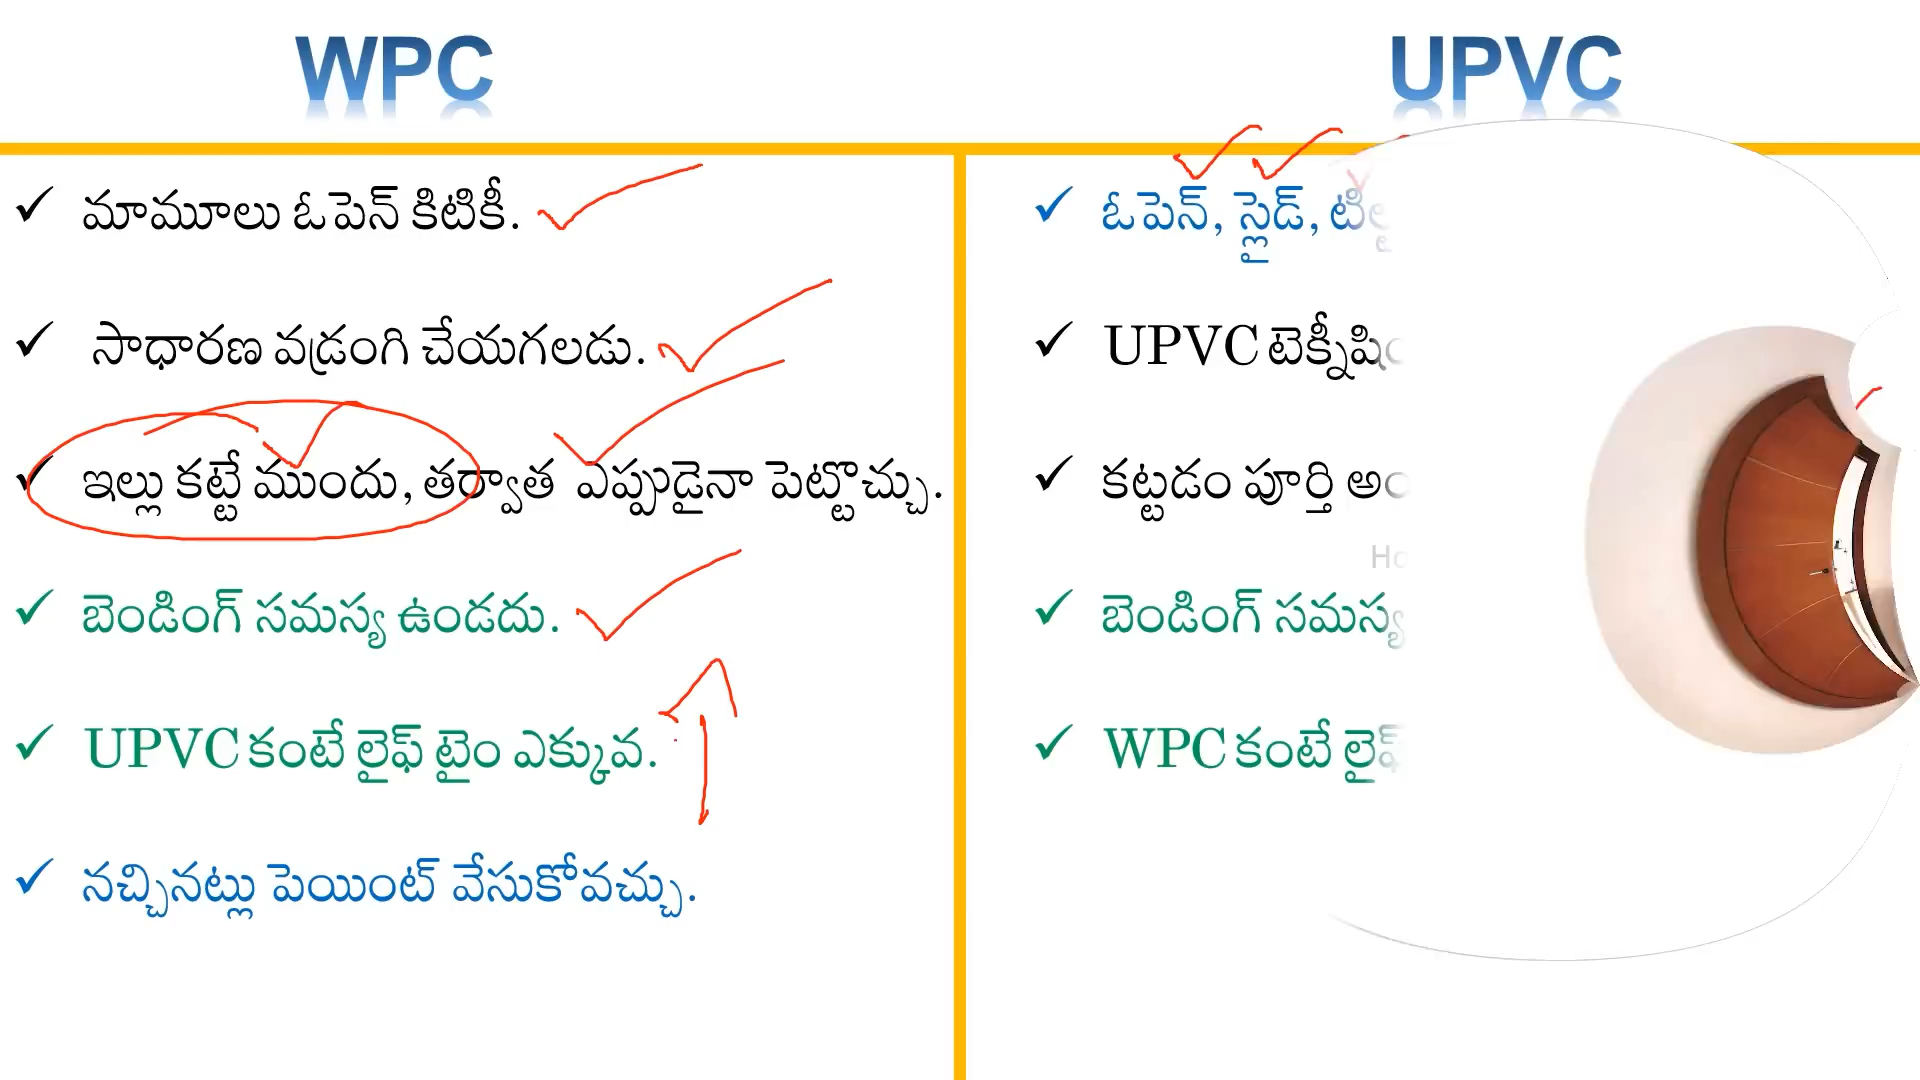 WPC
మామూలు ఓపెన్ కిటికీ.
సాధారణ వడ్రంగి చేయగలడు.
ఇల్లు కట్టే ముందు, తర్వాత ఎప్పుడైనా పెట్టొచ్చు.
బెండింగ్ సమస్య ఉండదు.
UPVC కంటే లైఫ్ టైం ఎక్కువ.
నచ్చినట్లు పెయింట్ వేసుకోవచ్చు.
UPVC
ఓపెన్, స్లైడ్,
UPVC
కట్టడం పూర్తి
బెండింగ్ సమస్య
WPC కంటే లైఫ్